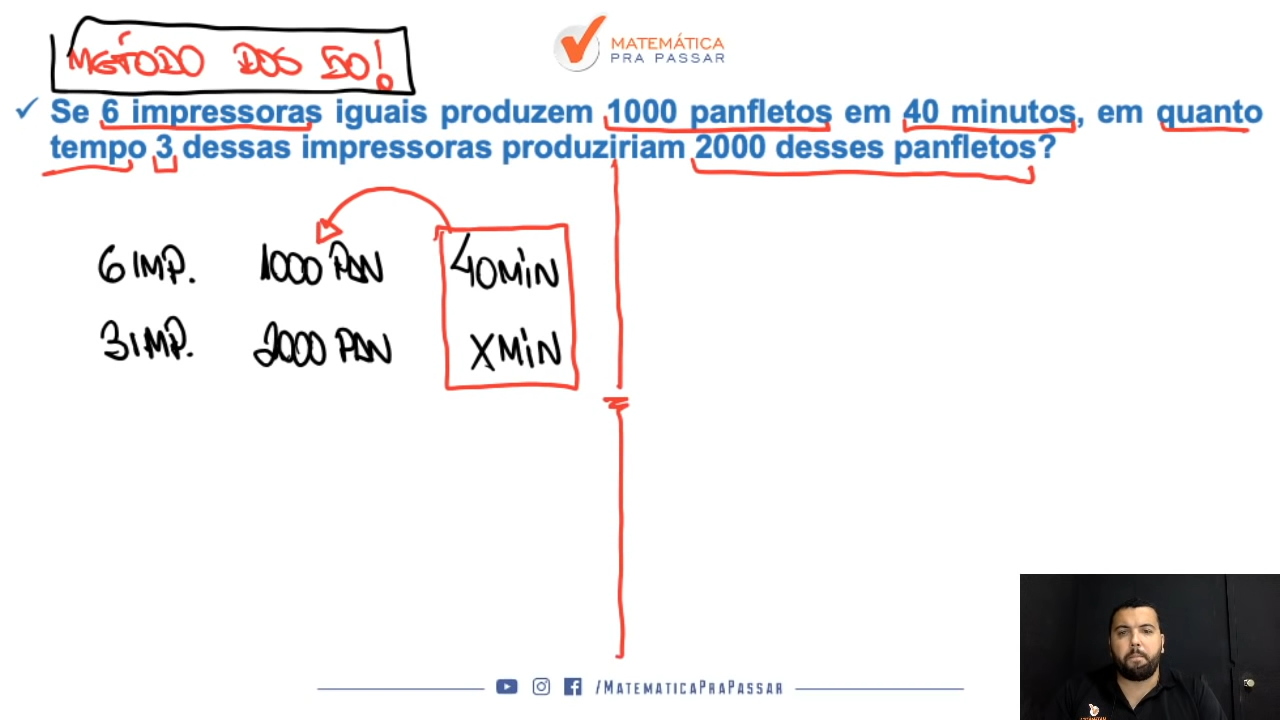 MÉTODO DOS 50!
MATEMÁTICA
PRA PASSAR
✓ Se 6 impressoras iguais produzem 1000 panfletos em 40 minutos, em quanto
tempo 3 dessas impressoras produziriam 2000 desses panfletos?
6 IMP. 1000 PAN 40 MIN
3 IMP. 2000 PAN X MIN
/MATEMATICAPRAPASSAR